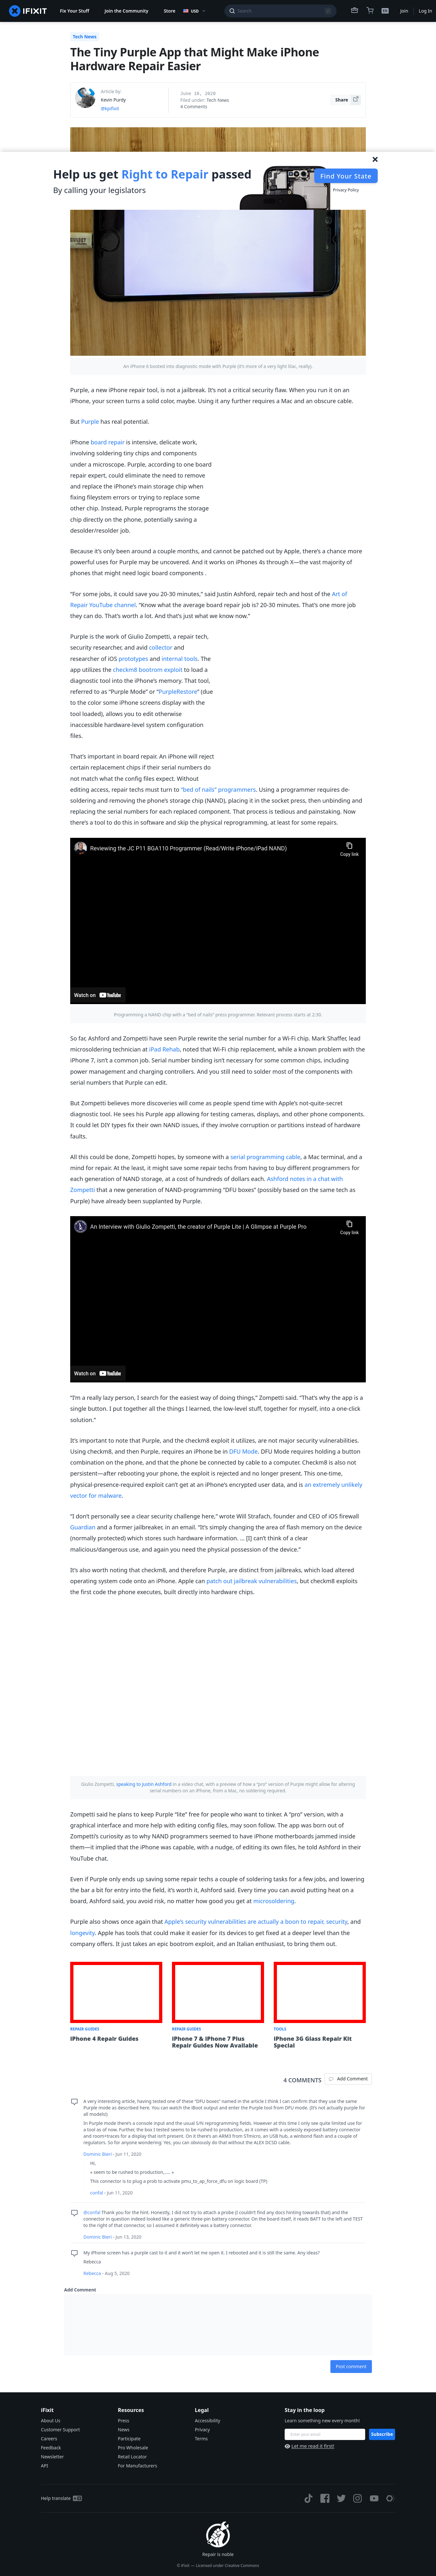 IFIXIT
Fix Your Stuff
Join the Community
Store
USD
Search
/
Join
Log In
Tech News
The Tiny Purple App that Might Make iPhone
Hardware Repair Easier
Article by:
Kevin Purdy
@kpifixit
June 10, 2020
Filed under: Tech News
4 Comments
Share
Help us get Right to Repair passed
By calling your legislators
Find Your State
Privacy Policy
Purple, a new iPhone repair tool, is not a jailbreak. It's not a critical security flaw. When you run it on an
iPhone, your screen turns a solid color, maybe. Using it any further requires a Mac and an obscure cable.
But Purple has real potential.
iPhone board repair is intensive, delicate work,
involving soldering tiny chips and components
under a microscope. Purple, according to one board
repair expert, could eliminate the need to remove
and replace the iPhone's main storage chip when
fixing filesystem errors or trying to replace some
other chip. Instead, Purple reprograms the storage
chip directly on the phone, potentially saving a
desolder/resolder job.
Because it's only been around a couple months, and cannot be patched out by Apple, there's a chance more
powerful uses for Purple may be uncovered. And it works on iPhones 4s through X—the vast majority of
phones that might need logic board components .
"For some jobs, it could save you 20-30 minutes," said Justin Ashford, repair tech and host of the Art of
Repair YouTube channel. "Know what the average board repair job is? 20-30 minutes. That's one more job
they can do. That's worth a lot. And that's just what we know now."
Purple is the work of Giulio Zompetti, a repair tech,
security researcher, and avid collector and
researcher of iOS prototypes and internal tools. The
app utilizes the checkm8 bootrom exploit to load a
diagnostic tool into the iPhone's memory. That tool,
referred to as "Purple Mode" or "PurpleRestore" (due
to the color some iPhone screens display with the
tool loaded), allows you to edit otherwise
inaccessible hardware-level system configuration
files.
That's important in board repair. An iPhone will reject
certain replacement chips if their serial numbers do
not match what the config files expect. Without
editing access, repair techs must turn to "bed of nails" programmers. Using a programmer requires de-
soldering and removing the phone's storage chip (NAND), placing it in the socket press, then unbinding and
rearranging the serial numbers for each replaced component. That process is tedious and painstaking. Now
there's a tool to do this in software and skip the physical reprogramming, at least for some repairs.
Reviewing the JC P11 BGA110 Programmer (Read/Write iPhone/iPad NAND)
Copy link
Watch on YouTube
Programming a NAND chip with a "bed of nails" press programmer. Relevant process starts at 2:30.
So far, Ashford and Zompetti have seen Purple rewrite the serial number for a Wi-Fi chip. Mark Shaffer, lead
microsoldering technician at iPad Rehab, noted that Wi-Fi chip replacement, while a known problem with the
iPhone 7, isn't a common job. Serial number binding isn't necessary for some common chips, including
power management and charging controllers. And you still need to solder most of the components with
serial numbers that Purple can edit.
But Zompetti believes more discoveries will come as people spend time with Apple's not-quite-secret
diagnostic tool. He sees his Purple app allowing for testing cameras, displays, and other phone components.
It could let DIY types fix their own NAND issues, if they involve corruption or partitions instead of hardware
faults.
All this could be done, Zompetti hopes, by someone with a serial programming cable, a Mac terminal, and a
mind for repair. At the least, it might save some repair techs from having to buy different programmers for
each generation of NAND storage, at a cost of hundreds of dollars each. Ashford notes in a chat with
Zompetti that a new generation of NAND-programming "DFU boxes" (possibly based on the same tech as
Purple) have already been supplanted by Purple.
An Interview with Giulio Zompetti, the creator of Purple Lite | A Glimpse at Purple Pro
Copy link
Watch on YouTube
"I'm a really lazy person, I search for the easiest way of doing things," Zompetti said. "That's why the app is a
single button. I put together all the things I learned, the low-level stuff, together for myself, into a one-click
solution."
It's important to note that Purple, and the checkm8 exploit it utilizes, are not major security vulnerabilities.
Using checkm8, and then Purple, requires an iPhone be in DFU Mode. DFU Mode requires holding a button
combination on the phone, and that the phone be connected by cable to a computer. Checkm8 is also not
persistent—after rebooting your phone, the exploit is rejected and no longer present. This one-time,
physical-presence-required exploit can't get at an iPhone's encrypted user data, and is an extremely unlikely
vector for malware.
"I don't personally see a clear security challenge here," wrote Will Strafach, founder and CEO of iOS firewall
Guardian and a former jailbreaker, in an email. "It's simply changing the area of flash memory on the device
(normally protected) which stores such hardware information. ... [I] can't think of a clear
malicious/dangerous use, and again you need the physical possession of the device."
It's also worth noting that checkm8, and therefore Purple, are distinct from jailbreaks, which load altered
operating system code onto an iPhone. Apple can patch out jailbreak vulnerabilities, but checkm8 exploits
the first code the phone executes, built directly into hardware chips.
Giulio Zompetti, speaking to Justin Ashford in a video chat, with a preview of how a "pro" version of Purple might allow for altering
serial numbers on an iPhone, from a Mac, no soldering required.
Zompetti said he plans to keep Purple "lite" free for people who want to tinker. A "pro" version, with a
graphical interface and more help with editing config files, may soon follow. The app was born out of
Zompetti's curiosity as to why NAND programmers seemed to have iPhone motherboards jammed inside
them—it implied that the iPhone was capable, with a nudge, of editing its own files, he told Ashford in their
YouTube chat.
Even if Purple only ends up saving some repair techs a couple of soldering tasks for a few jobs, and lowering
the bar a bit for entry into the field, it's worth it, Ashford said. Every time you can avoid putting heat on a
board, Ashford said, you avoid risk, no matter how good you get at microsoldering.
Purple also shows once again that Apple's security vulnerabilities are actually a boon to repair, security, and
longevity. Apple has tools that could make it easier for its devices to get fixed at a deeper level than the
company offers. It just takes an epic bootrom exploit, and an Italian enthusiast, to bring them out.
REPAIR GUIDES
iPhone 4 Repair Guides
REPAIR GUIDES
iPhone 7 & iPhone 7 Plus
Repair Guides Now Available
TOOLS
iPhone 3G Glass Repair Kit
Special
4 COMMENTS
Add Comment
A very interesting article, having tested one of these "DFU boxes" named in the article I think I can confirm that they use the same
Purple mode as described here. You can watch the iBoot output and enter the Purple tool from DFU mode. (It's not actually purple for
all models!)
In Purple mode there's a console input and the usual S/N reprogramming fields. However at this time I only see quite limited use for
a tool as of now. Further, the box I tested seems to be rushed to production, as it comes with a uselessly expensive battery connector
and room+traces for a display that isn't present. On it there's an ARM3 from STmicro, an USB hub, a winbond flash and a couple of
registers. So for anyone wondering: Yes, you can obviously do that without the ALEX DCSD cable.
Dominic Bieri - Jun 11, 2020
Hi,
« seem to be rushed to production,.... »
This connector is to plug a prob to activate pmu_to_ap_force_dfu on logic board (TP)
confal - Jun 11, 2020
@confal Thank you for the hint. Honestly, I did not try to attach a probe (I couldn't find any docs hinting towards that) and the
connector in question indeed looked like a generic three-pin battery connector. On the board itself, it reads BATT to the left and TEST
to the right of that connector, so I assumed it definitely was a battery connector.
Dominic Bieri - Jun 13, 2020
My iPhone screen has a purple cast to it and it won't let me open it. I rebooted and it is still the same. Any ideas?
Rebecca
Rebecca - Aug 5, 2020
Add Comment
Post comment
iFixit
About Us
Customer Support
Careers
Feedback
Newsletter
API
Resources
Press
News
Participate
Pro Wholesale
Retail Locator
For Manufacturers
Legal
Accessibility
Privacy
Terms
Stay in the loop
Learn something new every month!
Enter your email
Subscribe
Let me read it first!
Help translate
Repair is noble
© iFixit — Licensed under Creative Commons